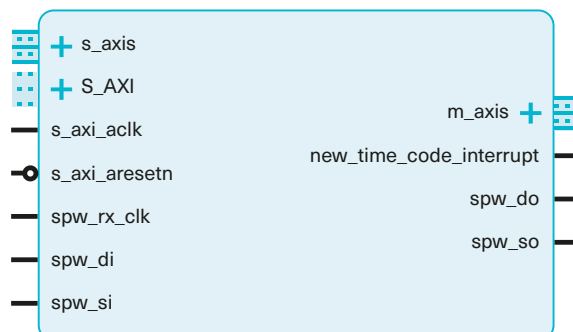 s_axis
S_AXI
s_axi_aclk
s_axi_aresetn
spw_rx_clk
spw_di
spw_si
m_axis
new_time_code_interrupt
spw_do
spw_so